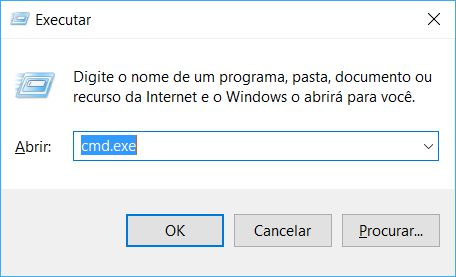 Executar
Digite o nome de um programa, pasta, documento ou
recurso da Internet e o Windows o abrirá para você.
Abrir: cmd.exe
OK Cancelar Procurar...